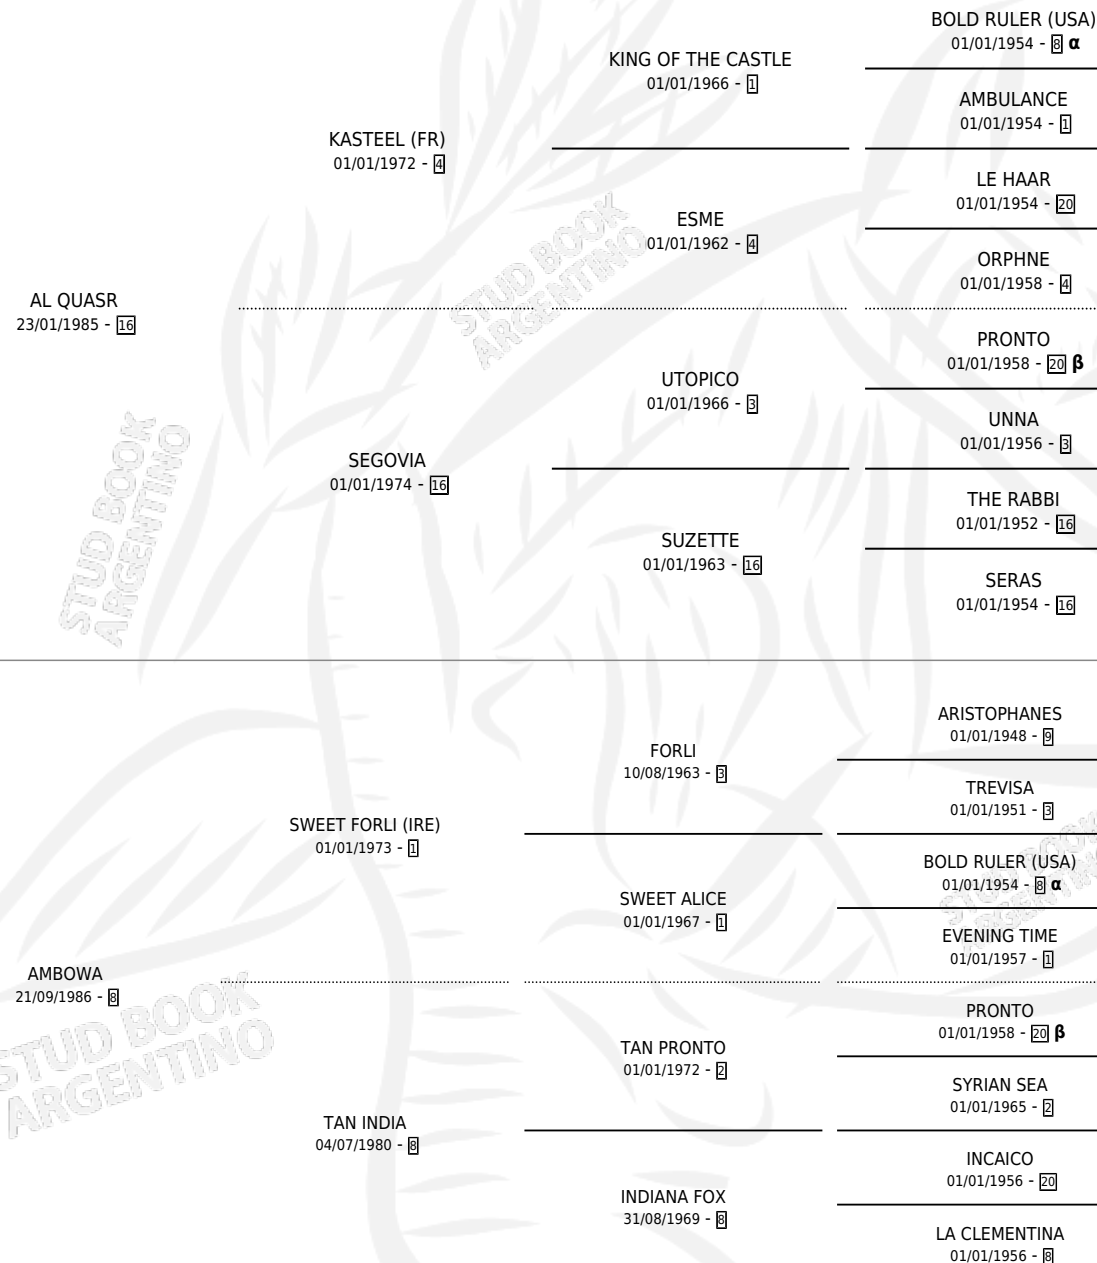 BOLD RULER (USA)
01/01/1954 - 8 α
KING OF THE CASTLE
01/01/1966 - 1
AMBULANCE
01/01/1954 - 1
KASTEEL (FR)
01/01/1972 - 4
LE HAAR
01/01/1954 - 20
ESME
01/01/1962 - 4
ORPHNE
01/01/1958 - 4
AL QUASR
23/01/1985 - 16
PRONTO
01/01/1958 - 20 β
UTOPICO
01/01/1966 - 3
UNNA
01/01/1956 - 3
SEGOVIA
01/01/1974 - 16
THE RABBI
01/01/1952 - 16
SUZETTE
01/01/1963 - 16
SERAS
01/01/1954 - 16
ARISTOPHANES
01/01/1948 - 9
FORLI
10/08/1963 - 3
TREVISA
01/01/1951 - 3
SWEET FORLI (IRE)
01/01/1973 - 1
BOLD RULER (USA)
01/01/1954 - 8 α
SWEET ALICE
01/01/1967 - 1
EVENING TIME
01/01/1957 - 1
AMBOWA
21/09/1986 - 8
PRONTO
01/01/1958 - 20 β
TAN PRONTO
01/01/1972 - 2
SYRIAN SEA
01/01/1965 - 2
TAN INDIA
04/07/1980 - 8
INCAICO
01/01/1956 - 20
INDIANA FOX
31/08/1969 - 8
LA CLEMENTINA
01/01/1956 - 8
STUD BOOK
ARGENTINO
STUD BOOK
ARGENTINO
STUD BOOK
ARGENTINO
STUD BOOK
ARGENTINO